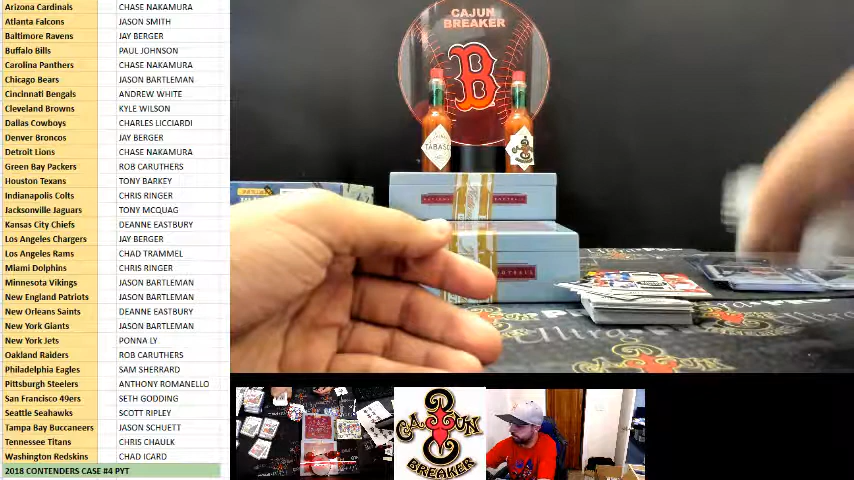 Arizona Cardinals CHASE NAKAMURA
Atlanta Falcons JASON SMITH
Baltimore Ravens JAY BERGER
Buffalo Bills PAUL JOHNSON
Carolina Panthers CHASE NAKAMURA
Chicago Bears JASON BARTLEMAN
Cincinnati Bengals ANDREW WHITE
Cleveland Browns KYLE WILSON
Dallas Cowboys CHARLES LICCIARDI
Denver Broncos JAY BERGER
Detroit Lions CHASE NAKAMURA
Green Bay Packers ROB CARUTHERS
Houston Texans TONY BARKEY
Indianapolis Colts CHRIS RINGER
Jacksonville Jaguars TONY MCQUAG
Kansas City Chiefs DEANNE EASTBURY
Los Angeles Chargers JAY BERGER
Los Angeles Rams CHAD TRAMMEL
Miami Dolphins CHRIS RINGER
Minnesota Vikings JASON BARTLEMAN
New England Patriots JASON BARTLEMAN
New Orleans Saints DEANNE EASTBURY
New York Giants JASON BARTLEMAN
New York Jets PONNA LY
Oakland Raiders ROB CARUTHERS
Philadelphia Eagles SAM SHERRARD
Pittsburgh Steelers ANTHONY ROMANELLO
San Francisco 49ers SETH GODDING
Seattle Seahawks SCOTT RIPLEY
Tampa Bay Buccaneers JASON SCHUETT
Tennessee Titans CHRIS CHAULK
Washington Redskins CHAD ICARD
2018 CONTENDERS CASE #4 PYT
CAJUN
BREAKER
B
TABASC
CAJUN
BREAKER